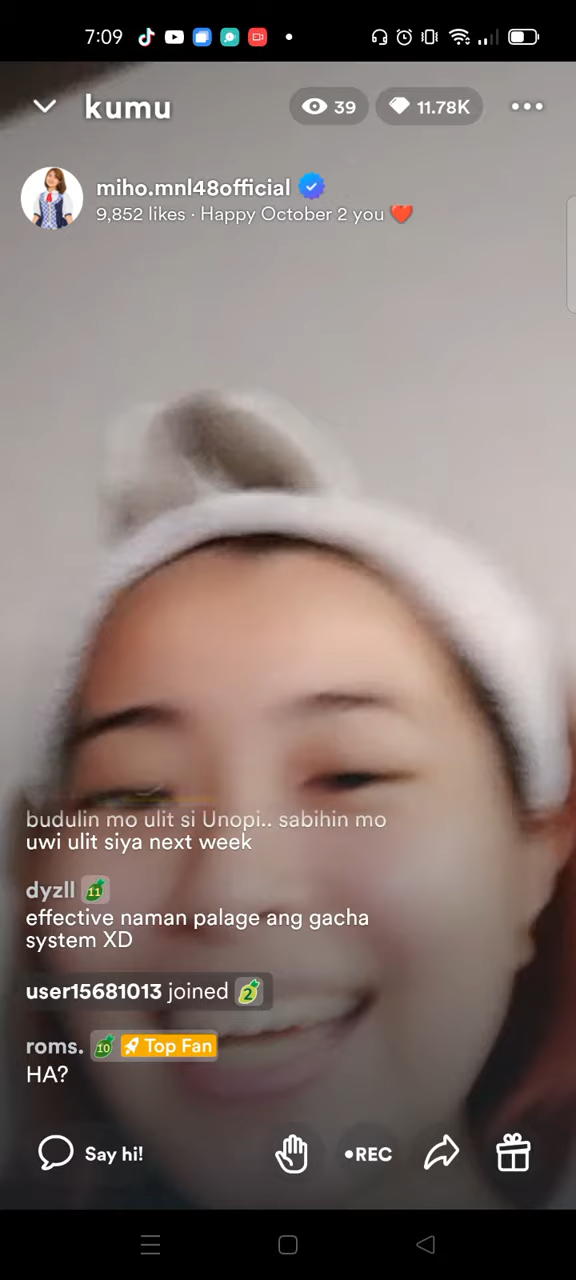 7:09
kumu
39
11.78K
miho.mnl48official
9,852 likes · Happy October 2 you ❤️
budulin mo ulit si Unopi.. sabihin mo
uwi ulit siya next week
dyzll 11
effective naman palage ang gacha
system XD
user15681013 joined 2
roms. 10 Top Fan
HA?
Say hi!
•REC